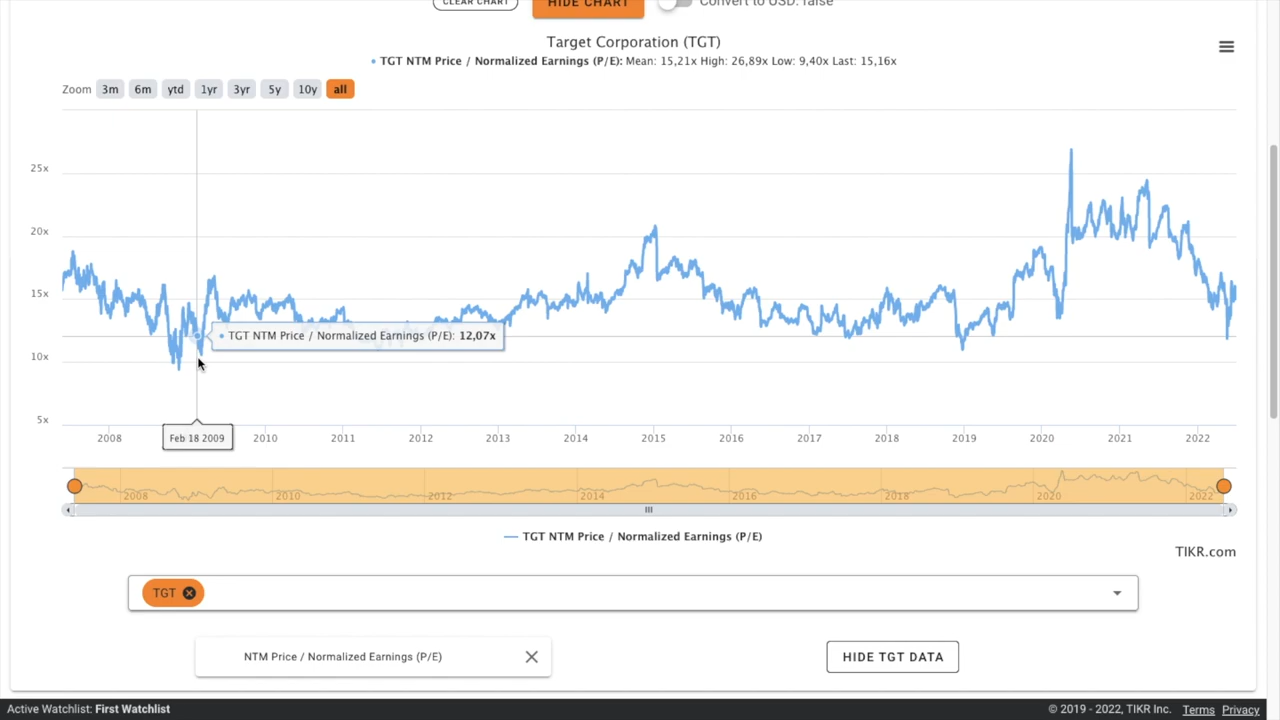 CLEAR CHART
HIDE CHART
Convert to USD: false
Target Corporation (TGT)
TGT NTM Price / Normalized Earnings (P/E): Mean: 15,21x High: 26,89x Low: 9,40x Last: 15,16x
Zoom 3m 6m ytd 1yr 3yr 5y 10y all
25x
20x
15x
10x
5x
TGT NTM Price / Normalized Earnings (P/E): 12,07x
2008 Feb 18 2009 2010 2011 2012 2013 2014 2015 2016 2017 2018 2019 2020 2021 2022
2008 2010 2012 2014 2016 2018 2020 2022
TGT NTM Price / Normalized Earnings (P/E)
TIKR.com
TGT
NTM Price / Normalized Earnings (P/E)
HIDE TGT DATA
Active Watchlist: First Watchlist
© 2019 - 2022, TIKR Inc. Terms Privacy